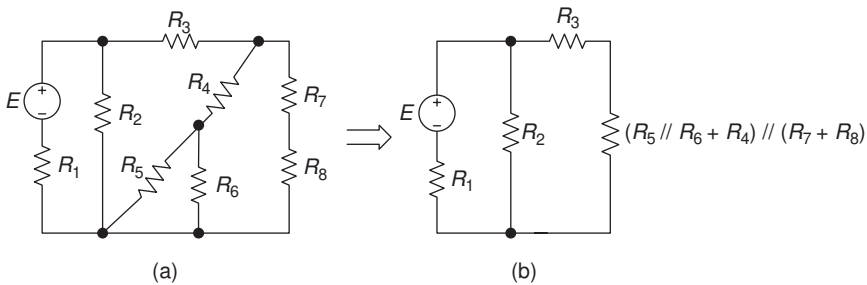 R3
R4
R7
E
+
−
R2
R1
R5
R6
R8
(a)
R3
E
+
−
R2
(R5 // R6 + R4) // (R7 + R8)
R1
(b)